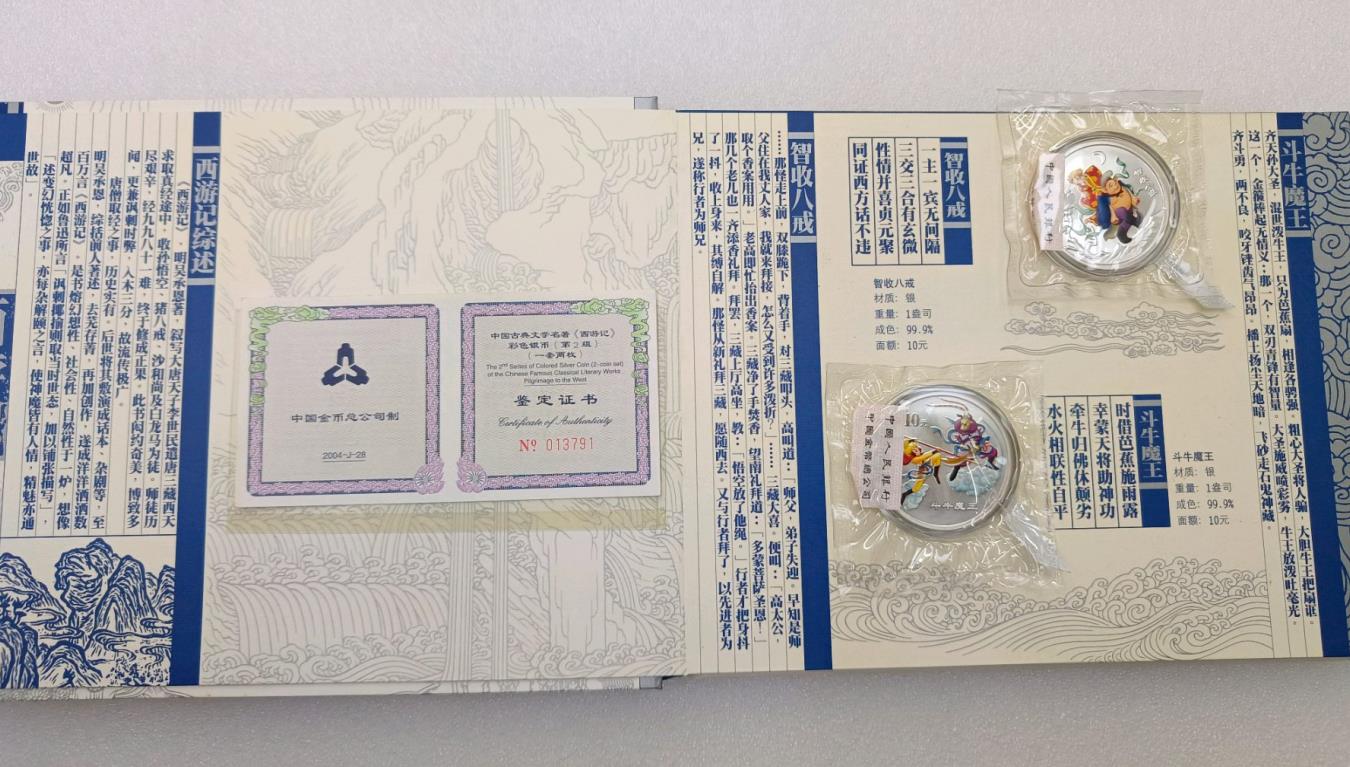 西游记综述
《西游记》，明吴承恩著，叙写大唐天子李世民遣唐三藏西天
求取真经途中，收孙悟空、猪八戒、沙和尚及白龙马为徒。师徒历
尽艰辛，经九九八十一难，终于修成正果。此书闳约奇美，博致多
闻，更兼讽刺时弊，入木三分，故流传极广。
唐僧取经之事，历史实有，后世将其敷演成话本、杂剧等，至
明吴承恩，综括前人著述，去芜存菁，再加创作，遂成洋洋洒洒数
百万言《西游记》。是书熔幻想性、社会性、自然性于一炉，想像
超凡，正如鲁迅所言「讽刺揶揄则取当时世态，加以铺张描写」，
「述变幻恍惚之事，亦每杂解颐之言，使神魔皆有人情，精魅亦通
世故。」
中国金币总公司制
2004-J-28
中国古典文学名著《西游记》
彩色银币（第2组）
（一套两枚）
The 2ND Series of Colored Silver Coin (2-coin set)
of the Chinese Famous Classical Literary Works
Pilgrimage to the West
鉴定证书
Certificate of Authenticity
Nº 013791
智收八戒
……那怪走上前，双膝跪下，背着手，对三藏叩头，高叫道：「师父，弟子失迎。早知是师
父住在我丈人家，我就来拜接，怎么又受到许多泼折？」……三藏大喜。便叫：「高太公，
取个香案用用。」老高即忙抬出香案。三藏净了手焚香，望南礼拜道：「多蒙菩萨圣恩！」
那几个老儿也一齐添香礼拜。拜罢，三藏上厅高坐，教：「悟空放了他绳。」行者才把身抖
了一抖，收上身来，其缚自解。那怪从新礼拜三藏，愿随西去。又与行者拜了，以先进者为
兄，遂称行者为师兄。
智收八戒
一主一宾无间隔
三交三合有玄微
性情并喜贞元聚
同证西方话不违
智收八戒
材质：银
重量：1盎司
成色：99.9%
面额：10元
中国人民银行
斗牛魔王
齐天孙大圣，混世泼牛王，只为芭蕉扇，相逢各骋强。粗心大圣将人骗，大胆牛王把扇诓。
这一个，金箍棒起无情义；那一个，双刃青锋有智量。大圣施威喷彩雾，牛王放泼吐毫光。
齐斗勇，两不良，咬牙锉齿气昂昂。播土扬尘天地暗，飞砂走石鬼神藏。
斗牛魔王
时借芭蕉施雨露
幸蒙天将助神功
牵牛归佛休颠劣
水火相联性自平
斗牛魔王
材质：银
重量：1盎司
成色：99.9%
面额：10元
10元
斗牛魔王
中国人民银行
中国金币总公司